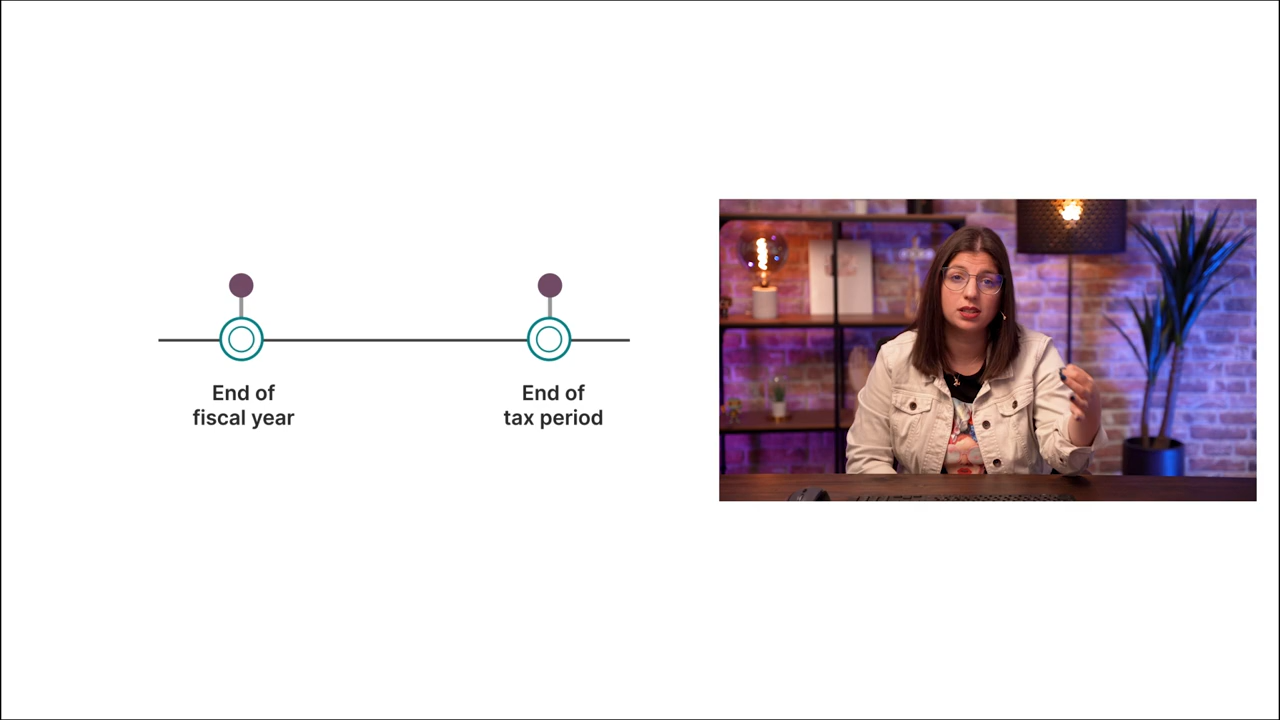 End of
fiscal year
End of
tax period